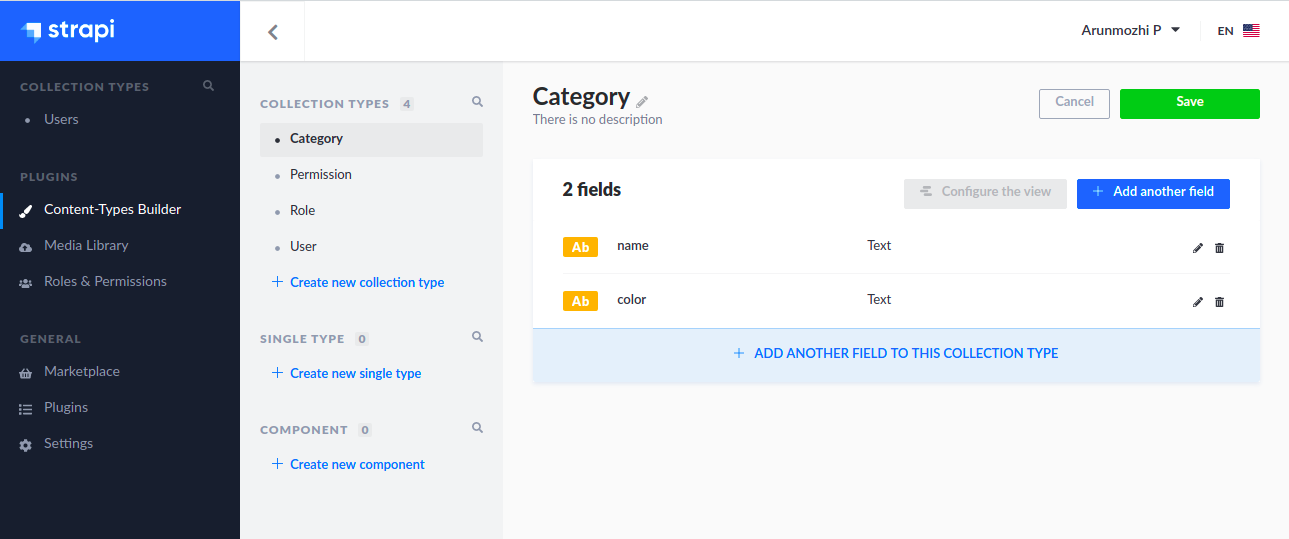 strapi
Arunmozhi P
EN
COLLECTION TYPES
Users
PLUGINS
Content-Types Builder
Media Library
Roles & Permissions
GENERAL
Marketplace
Plugins
Settings
COLLECTION TYPES 4
Category
Permission
Role
User
+ Create new collection type
SINGLE TYPE 0
+ Create new single type
COMPONENT 0
+ Create new component
Category
There is no description
Cancel
Save
2 fields
Configure the view
+ Add another field
Ab name Text
Ab color Text
+ ADD ANOTHER FIELD TO THIS COLLECTION TYPE